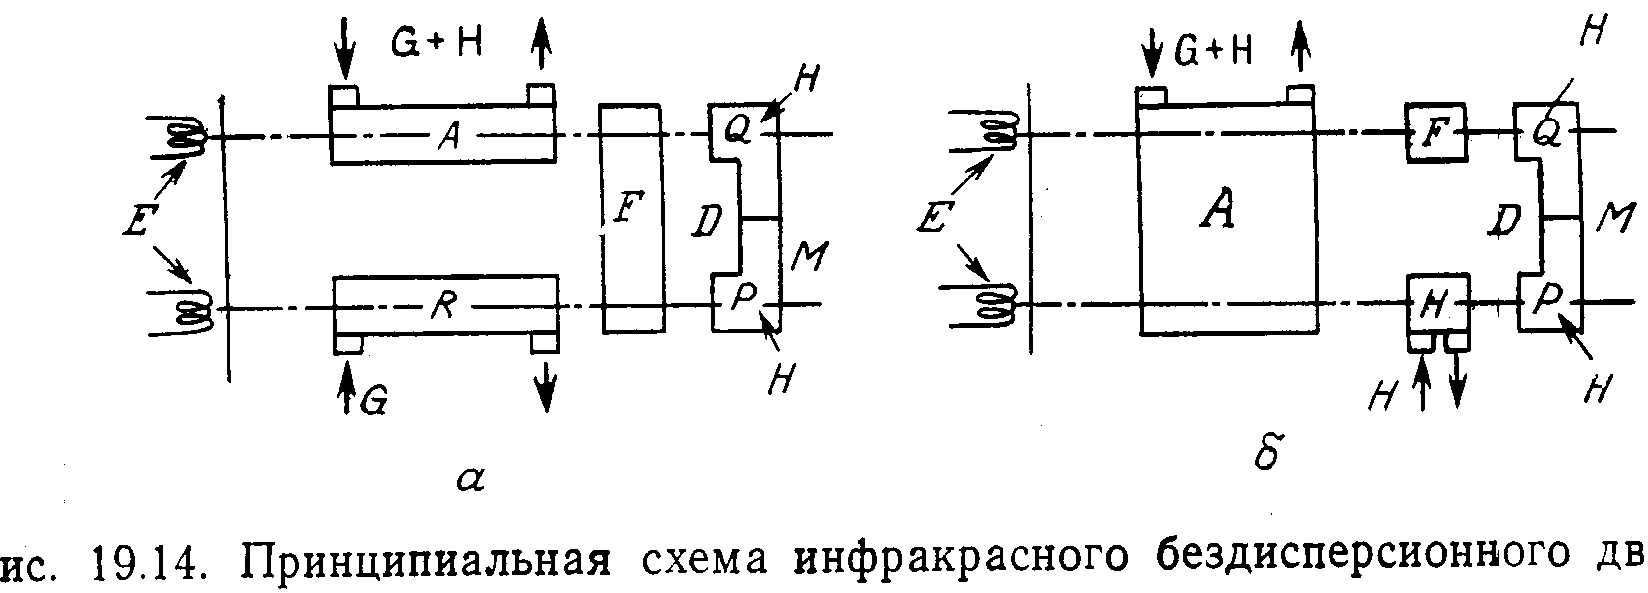 G + H
H
A
Q
E
F
D
M
R
P
G
H
а
G + H
H
F
Q
E
A
D
M
H
P
H
H
б
ис. 19.14. Принципиальная схема инфракрасного бездисперсионного дв